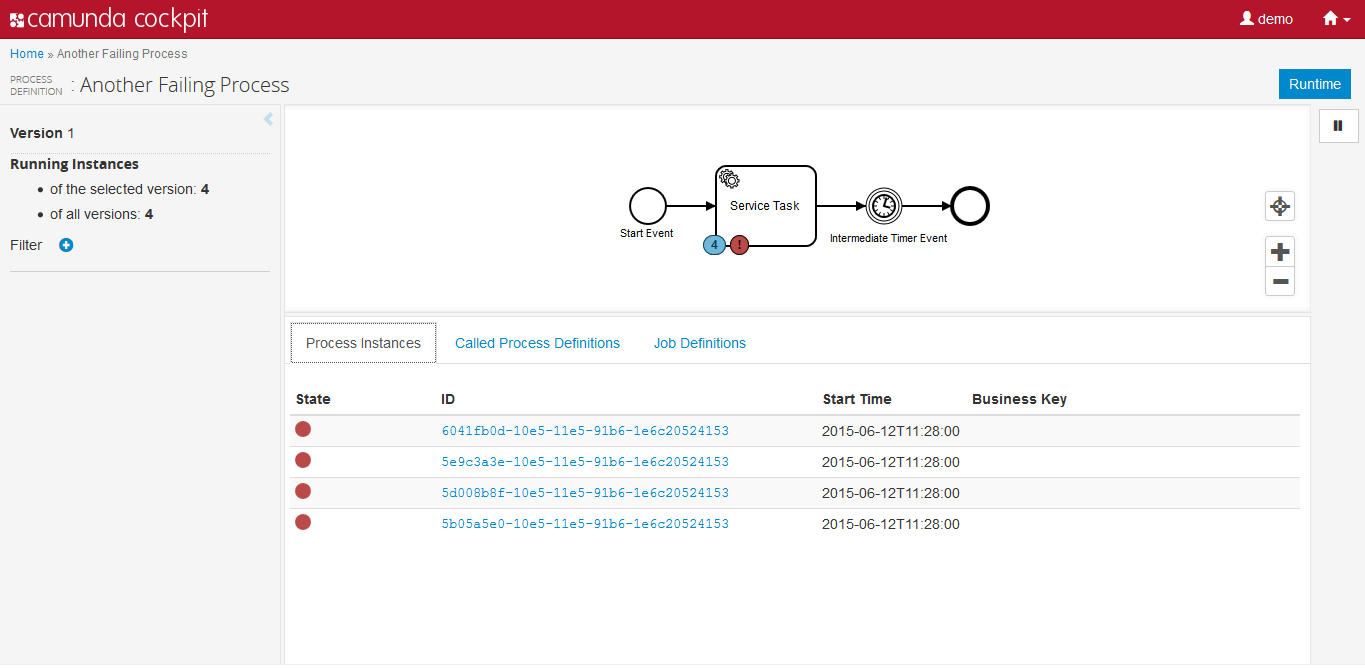 camunda cockpit
demo
Home » Another Failing Process
PROCESS DEFINITION : Another Failing Process
Runtime
Version 1
Running Instances
• of the selected version: 4
• of all versions: 4
Filter
Start Event
Service Task
4 !
Intermediate Timer Event
Process Instances Called Process Definitions Job Definitions
State ID Start Time Business Key
6041fb0d-10e5-11e5-91b6-1e6c20524153 2015-06-12T11:28:00
5e9c3a3e-10e5-11e5-91b6-1e6c20524153 2015-06-12T11:28:00
5d008b8f-10e5-11e5-91b6-1e6c20524153 2015-06-12T11:28:00
5b05a5e0-10e5-11e5-91b6-1e6c20524153 2015-06-12T11:28:00